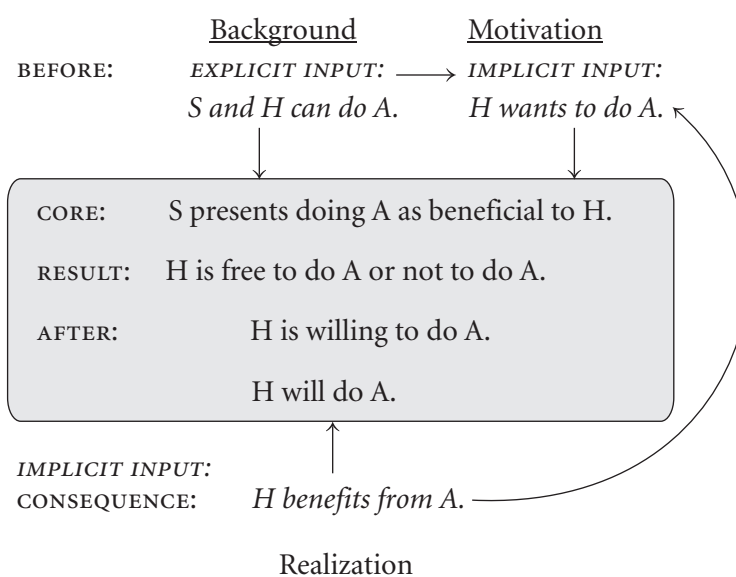 Background Motivation
BEFORE: EXPLICIT INPUT: IMPLICIT INPUT:
S and H can do A. H wants to do A.
CORE: S presents doing A as beneficial to H.
RESULT: H is free to do A or not to do A.
AFTER: H is willing to do A.
H will do A.
IMPLICIT INPUT:
CONSEQUENCE: H benefits from A.
Realization